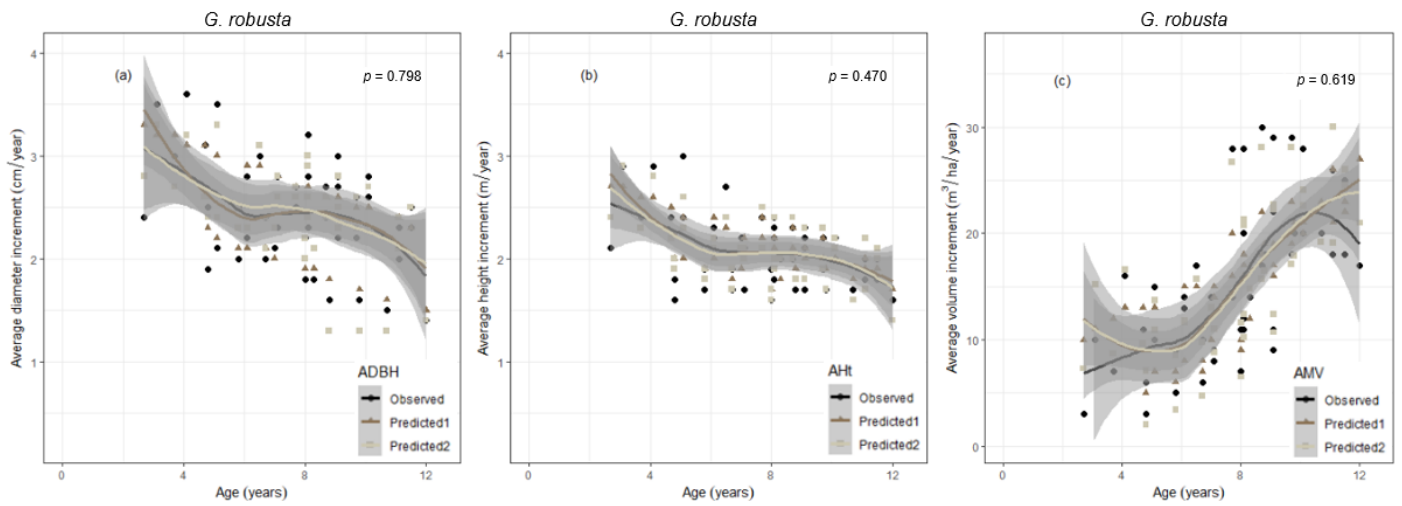 G. robusta
(a)
p = 0.798
Average diameter increment (cm/year)
4
3
2
1
0
4
8
12
Age (years)
ADBH
Observed
Predicted1
Predicted2
G. robusta
(b)
p = 0.470
Average height increment (m/year)
4
3
2
1
0
4
8
12
Age (years)
AHt
Observed
Predicted1
Predicted2
G. robusta
(c)
p = 0.619
Average volume increment (m³/ha/year)
30
20
10
0
0
4
8
12
Age (years)
AMV
Observed
Predicted1
Predicted2